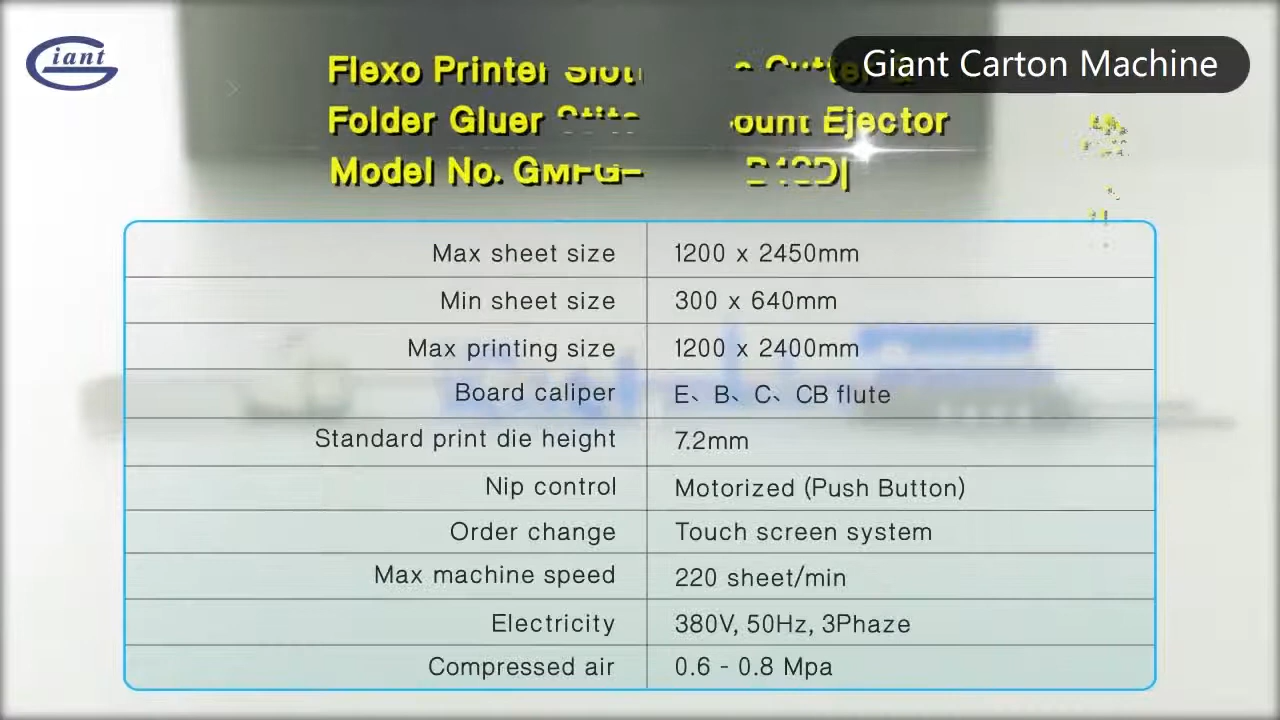 Giant
Giant Carton Machine
Flexo Printer
Folder Gluer Ejector
Model No.
Max sheet size 1200 x 2450mm
Min sheet size 300 x 640mm
Max printing size 1200 x 2400mm
Board caliper E、B、C、CB flute
Standard print die height 7.2mm
Nip control Motorized (Push Button)
Order change Touch screen system
Max machine speed 220 sheet/min
Electricity 380V, 50Hz, 3Phaze
Compressed air 0.6 - 0.8 Mpa